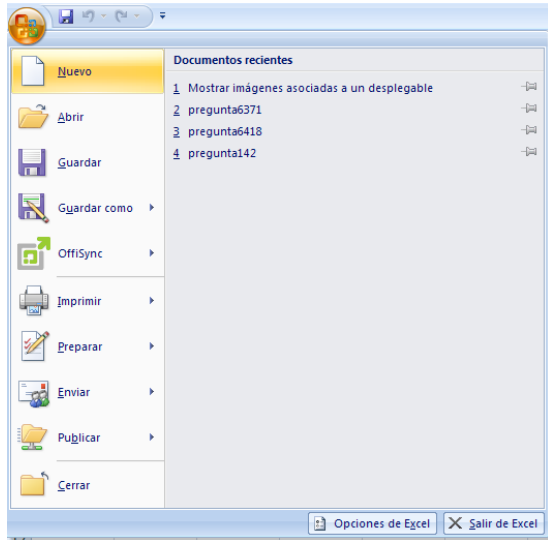 Nuevo
Abrir
Guardar
Guardar como
OffiSync
Imprimir
Preparar
Enviar
Publicar
Cerrar
Documentos recientes
1 Mostrar imágenes asociadas a un desplegable
2 pregunta6371
3 pregunta6418
4 pregunta142
Opciones de Excel
Salir de Excel